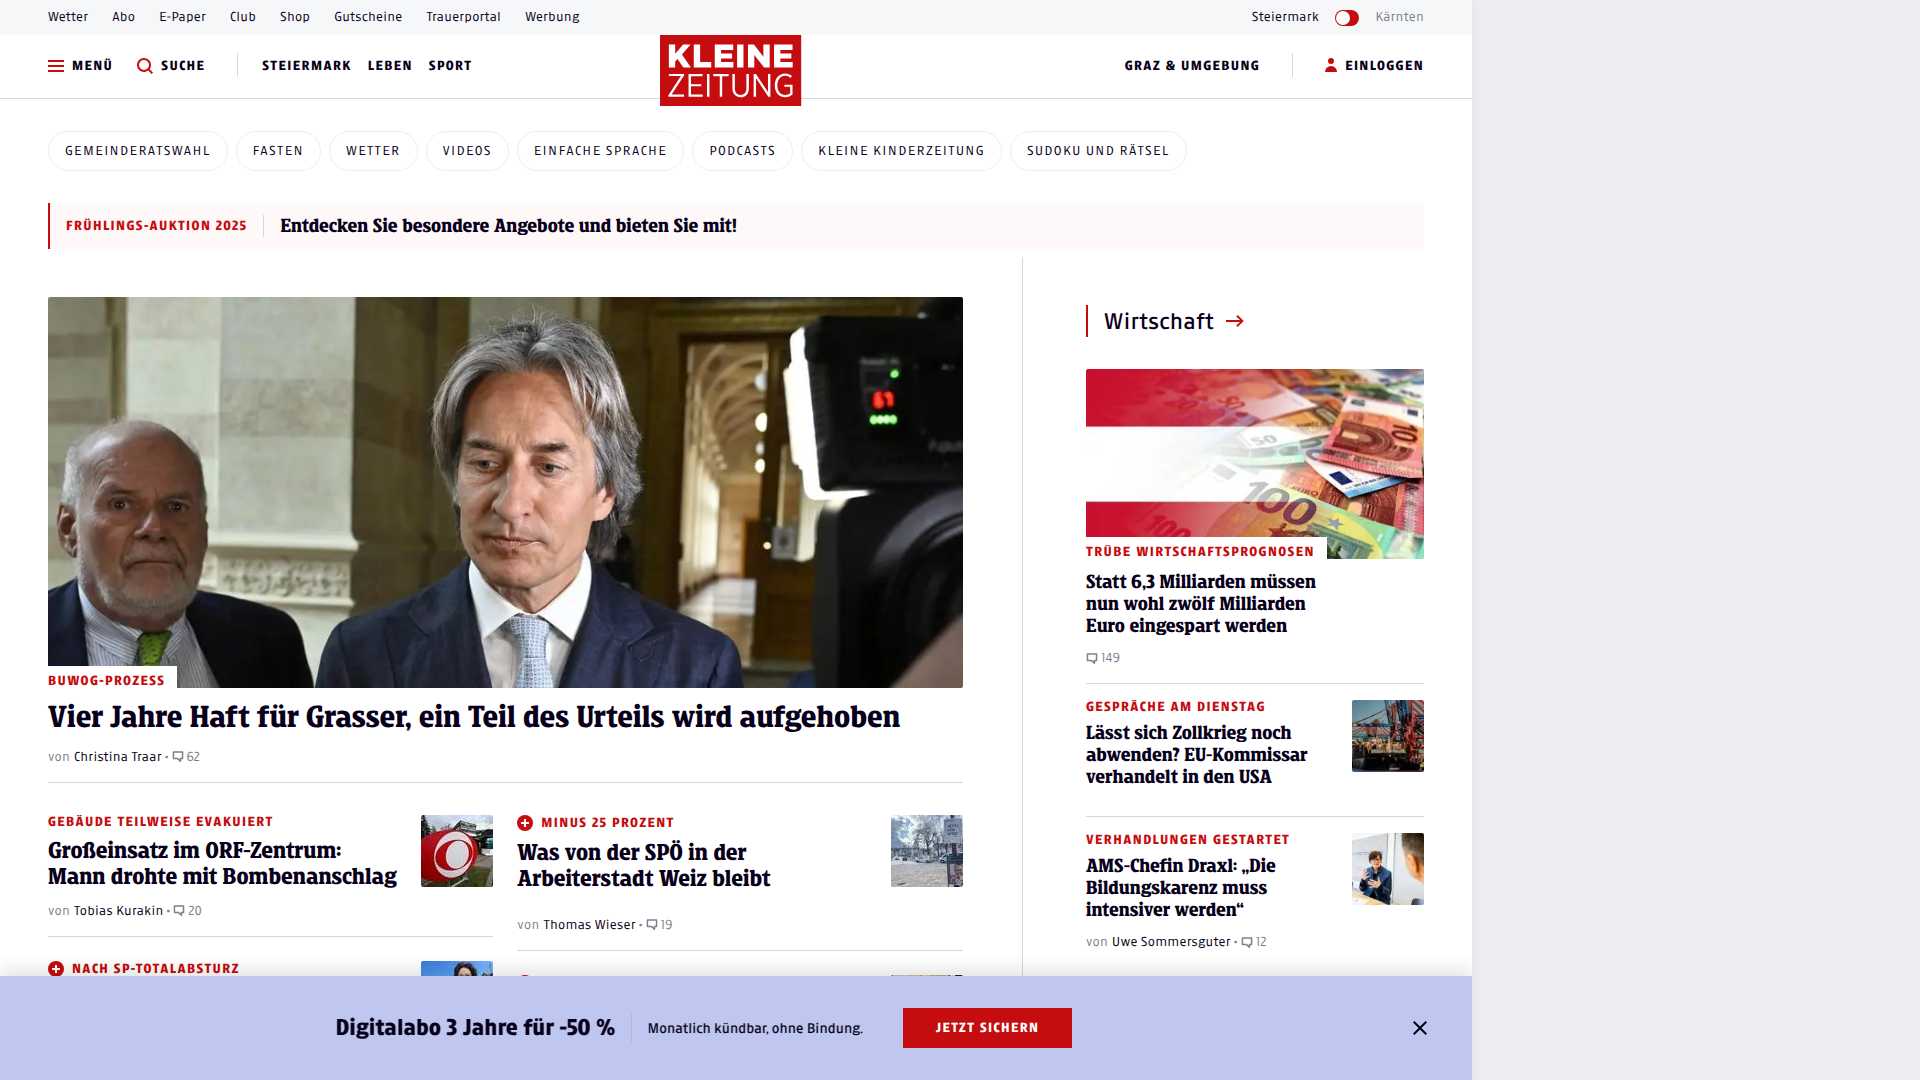 Wetter Abo E-Paper Club Shop Gutscheine Trauerportal Werbung Steiermark Kärnten
MENÜ SUCHE STEIERMARK LEBEN SPORT KLEINE ZEITUNG GRAZ & UMGEBUNG EINLOGGEN
GEMEINDERATSWAHL FASTEN WETTER VIDEOS EINFACHE SPRACHE PODCASTS KLEINE KINDERZEITUNG SUDOKU UND RÄTSEL
FRÜHLINGS-AUKTION 2025 Entdecken Sie besondere Angebote und bieten Sie mit!
BUWOG-PROZESS
Vier Jahre Haft für Grasser, ein Teil des Urteils wird aufgehoben
von Christina Traar • 62
GEBÄUDE TEILWEISE EVAKUIERT
Großeinsatz im ORF-Zentrum:
Mann drohte mit Bombenanschlag
von Tobias Kurakin • 20
MINUS 25 PROZENT
Was von der SPÖ in der
Arbeiterstadt Weiz bleibt
von Thomas Wieser • 19
NACH SP-TOTALABSTURZ
Wirtschaft
TRÜBE WIRTSCHAFTSPROGNOSEN
Statt 6,3 Milliarden müssen
nun wohl zwölf Milliarden
Euro eingespart werden
149
GESPRÄCHE AM DIENSTAG
Lässt sich Zollkrieg noch
abwenden? EU-Kommissar
verhandelt in den USA
VERHANDLUNGEN GESTARTET
AMS-Chefin Draxl: „Die
Bildungskarenz muss
intensiver werden“
von Uwe Sommersguter • 12
Digitalabo 3 Jahre für -50 % Monatlich kündbar, ohne Bindung. JETZT SICHERN